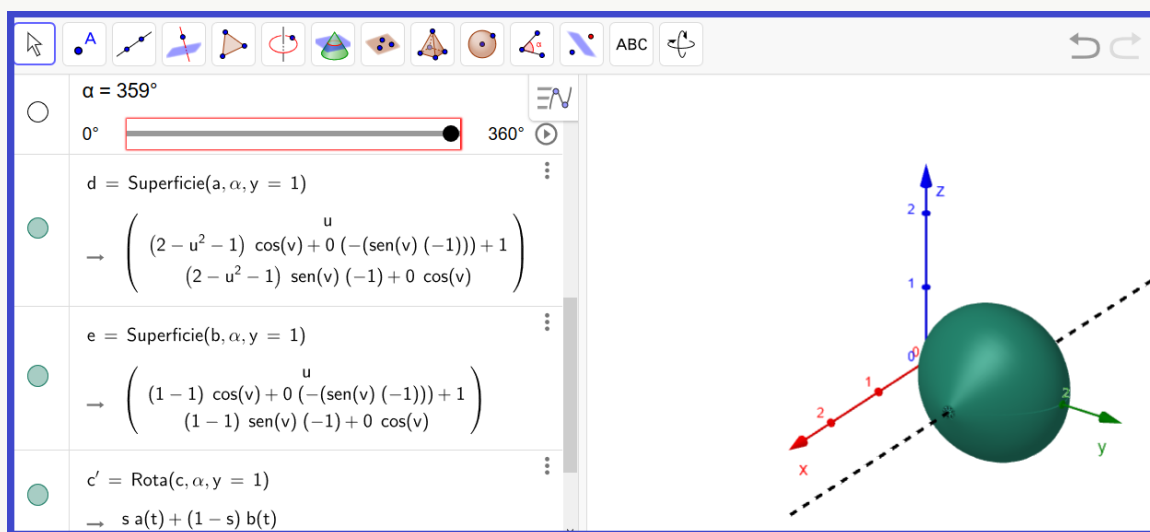 A
α
ABC
α = 359°
0° 360°
d = Superficie(a, α, y = 1)
u
→ (2 − u² − 1) cos(v) + 0 (−(sen(v) (−1))) + 1
(2 − u² − 1) sen(v) (−1) + 0 cos(v)
e = Superficie(b, α, y = 1)
u
→ (1 − 1) cos(v) + 0 (−(sen(v) (−1))) + 1
(1 − 1) sen(v) (−1) + 0 cos(v)
c′ = Rota(c, α, y = 1)
→ s a(t) + (1 − s) b(t)
z
2
1
0
0
1
2
x
2
y